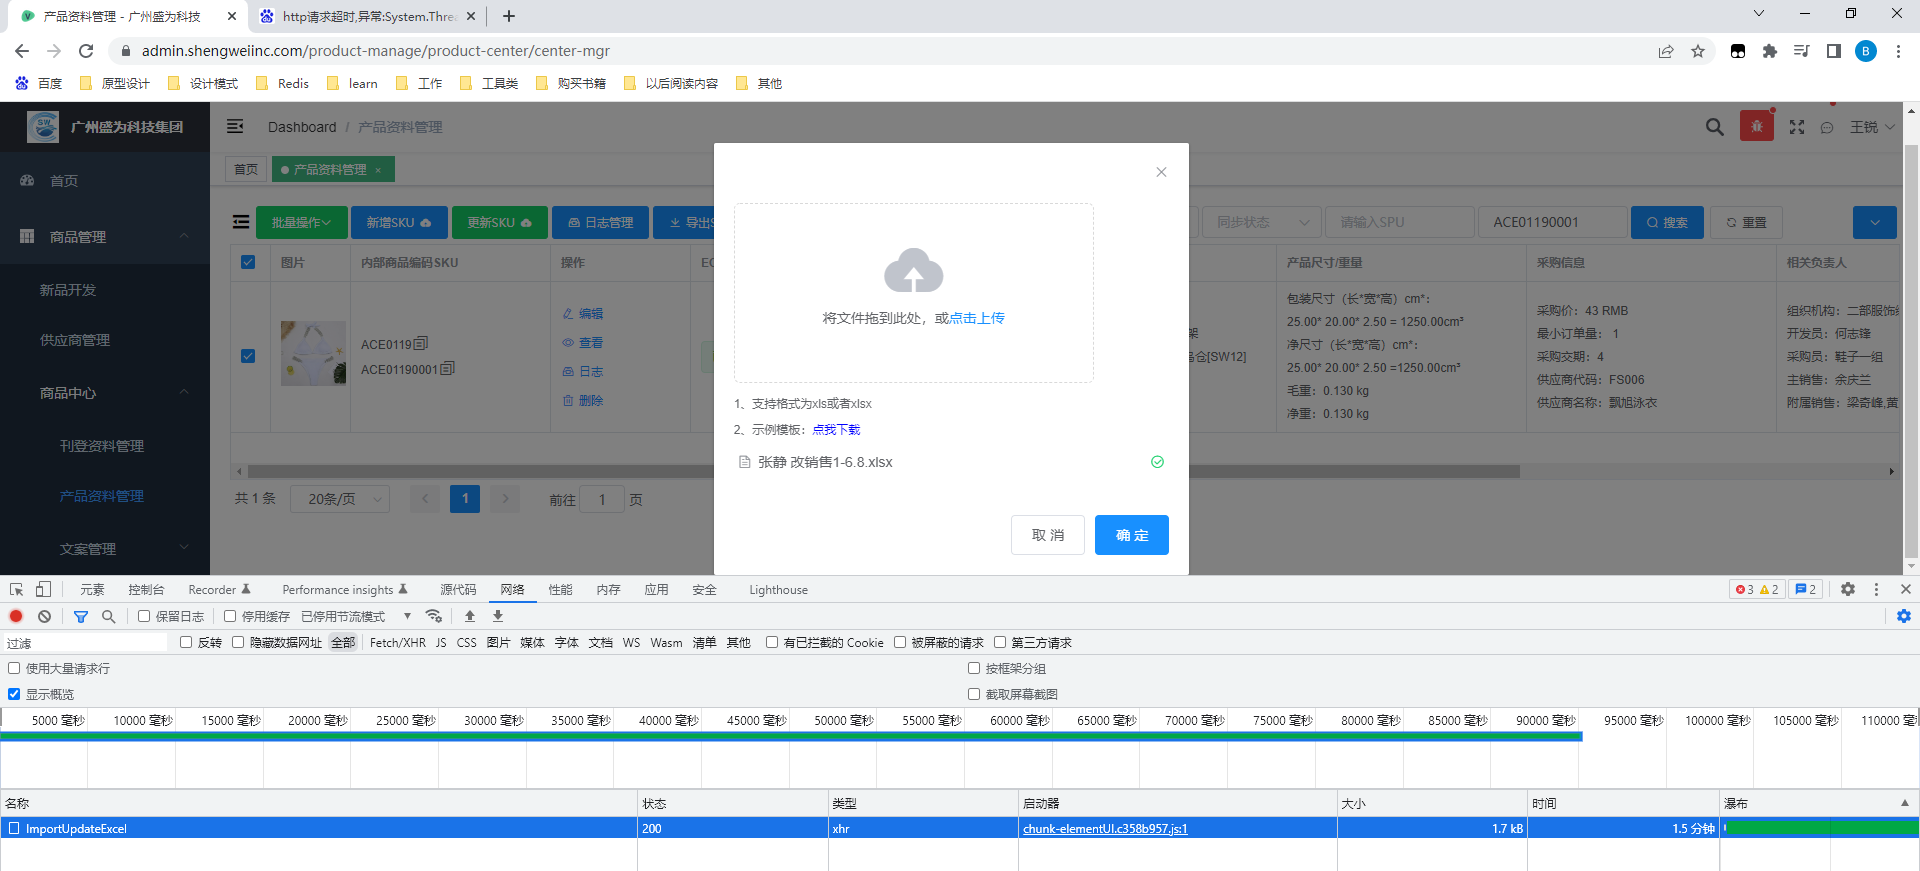 产品资料管理 - 广州盛为科技
http请求超时,异常:System.Threa
admin.shengweiinc.com/product-manage/product-center/center-mgr
B
百度 原型设计 设计模式 Redis learn 工作 工具类 购买书籍 以后阅读内容 其他
广州盛为科技集团
Dashboard / 产品资料管理
王锐
首页
产品资料管理
首页
商品管理
新品开发
供应商管理
商品中心
刊登资料管理
产品资料管理
文案管理
批量操作 新增SKU 更新SKU 日志管理 导出S
同步状态 请输入SPU ACE01190001 搜索 重置
图片 内部商品编码SKU 操作 EC
产品尺寸/重量 采购信息 相关负责人
ACE0119
ACE01190001
编辑
查看
日志
删除
架
仓[SW12]
包装尺寸（长*宽*高）cm*：
25.00* 20.00* 2.50 = 1250.00cm³
净尺寸（长*宽*高）cm*：
25.00* 20.00* 2.50 =1250.00cm³
毛重：0.130 kg
净重：0.130 kg
采购价：43 RMB
最小订单量： 1
采购交期：4
供应商代码：FS006
供应商名称：飘旭泳衣
组织机构：二部服饰
开发员：何志锋
采购员：鞋子一组
主销售：余庆兰
附属销售：梁奇峰,黄
共 1 条 20条/页 1 前往 1 页
将文件拖到此处，或点击上传
1、支持格式为xls或者xlsx
2、示例模板：点我下载
张静 改销售1-6.8.xlsx
取 消 确 定
元素 控制台 Recorder Performance insights 源代码 网络 性能 内存 应用 安全 Lighthouse
3 2 2
保留日志 停用缓存 已停用节流模式
过滤 反转 隐藏数据网址 全部 Fetch/XHR JS CSS 图片 媒体 字体 文档 WS Wasm 清单 其他 有已拦截的 Cookie 被屏蔽的请求 第三方请求
使用大量请求行 按框架分组
显示概览 截取屏幕截图
5000 毫秒 10000 毫秒 15000 毫秒 20000 毫秒 25000 毫秒 30000 毫秒 35000 毫秒 40000 毫秒 45000 毫秒 50000 毫秒 55000 毫秒 60000 毫秒 65000 毫秒 70000 毫秒 75000 毫秒 80000 毫秒 85000 毫秒 90000 毫秒 95000 毫秒 100000 毫秒 105000 毫秒 110000 毫
名称 状态 类型 启动器 大小 时间 瀑布
ImportUpdateExcel 200 xhr chunk-elementUI.c358b957.js:1 1.7 kB 1.5 分钟